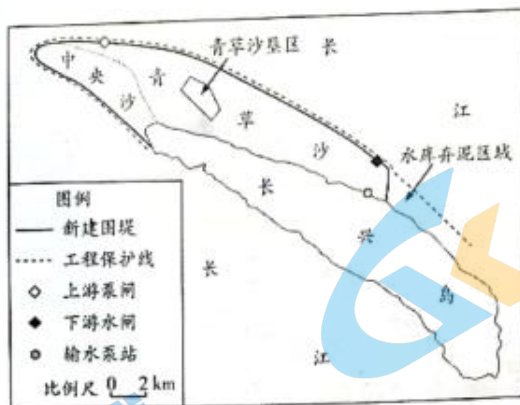 青草沙垦区
长
江
中央沙
青草沙
水库弃泥区域
长兴岛
长
江
图例
新建围堤
工程保护线
上游泵闸
下游水闸
输水泵站
比例尺 0 2km